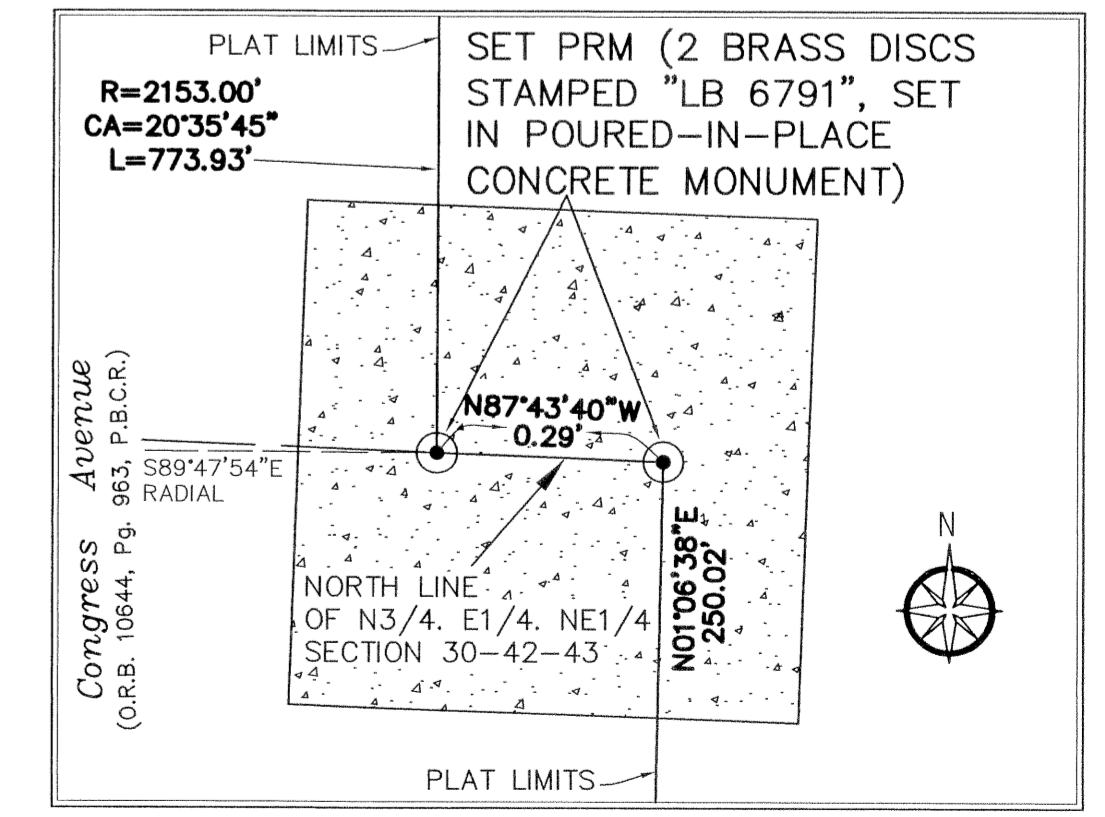 PLAT LIMITS
SET PRM (2 BRASS DISCS
STAMPED "LB 6791", SET
IN POURED-IN-PLACE
CONCRETE MONUMENT)
R=2153.00'
CA=20°35'45"
L=773.93'
N87°43'40"W
0.29'
Congress Avenue
(O.R.B. 10644, Pg. 963, P.B.C.R.)
S89°47'54"E
RADIAL
N01°06'38"E
250.02'
N
NORTH LINE
OF N3/4. E1/4. NE1/4
SECTION 30-42-43
PLAT LIMITS